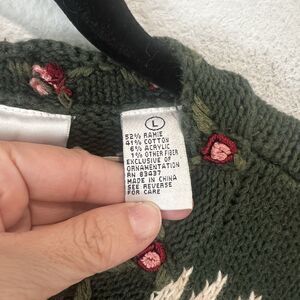 L
52% RAMIE
41% COTTON
6% ACRYLIC
1% OTHER FIBER
EXCLUSIVE OF
ORNAMENTATION
RN 83437
MADE IN CHINA
SEE REVERSE
FOR CARE